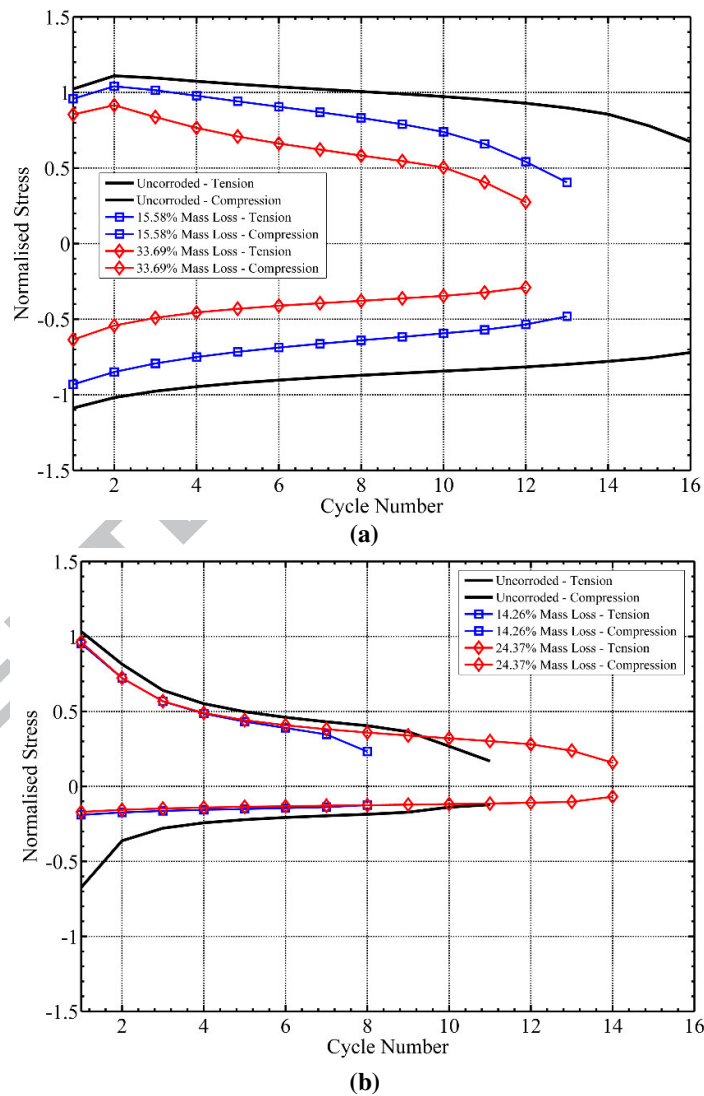 1.5
1
0.5
0
-0.5
-1
-1.5
Normalised Stress
Uncorroded - Tension
Uncorroded - Compression
15.58% Mass Loss - Tension
15.58% Mass Loss - Compression
33.69% Mass Loss - Tension
33.69% Mass Loss - Compression
2 4 6 8 10 12 14 16
Cycle Number
(a)
1.5
1
0.5
0
-0.5
-1
-1.5
Normalised Stress
Uncorroded - Tension
Uncorroded - Compression
14.26% Mass Loss - Tension
14.26% Mass Loss - Compression
24.37% Mass Loss - Tension
24.37% Mass Loss - Compression
2 4 6 8 10 12 14 16
Cycle Number
(b)